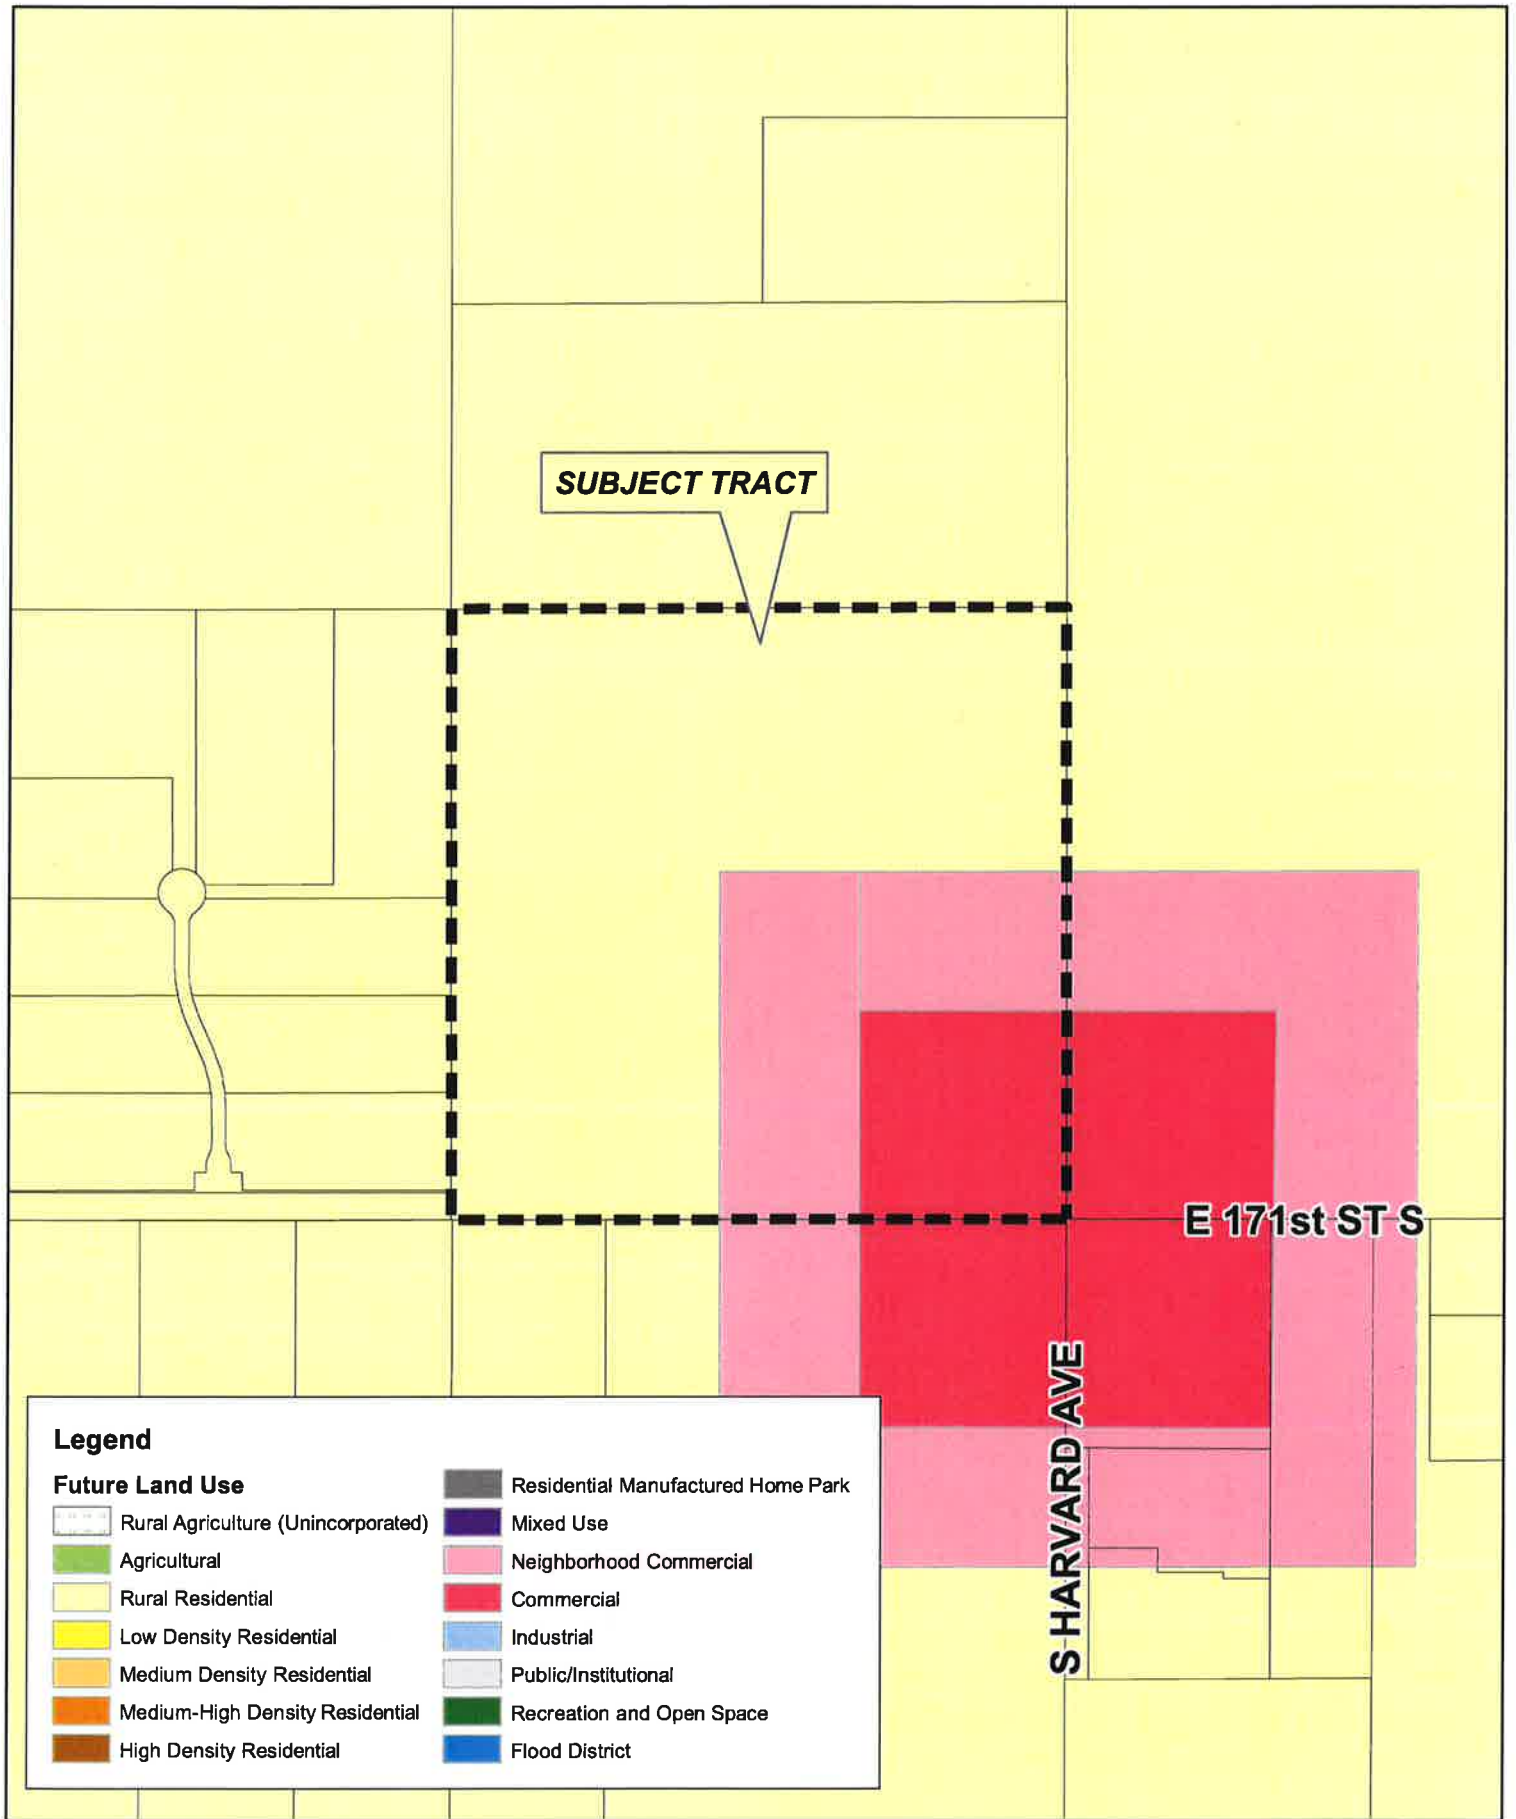 SUBJECT TRACT
E 171st ST S
S HARVARD AVE
Legend
Future Land Use
Rural Agriculture (Unincorporated)
Agricultural
Rural Residential
Low Density Residential
Medium Density Residential
Medium-High Density Residential
High Density Residential
Residential Manufactured Home Park
Mixed Use
Neighborhood Commercial
Commercial
Industrial
Public/Institutional
Recreation and Open Space
Flood District